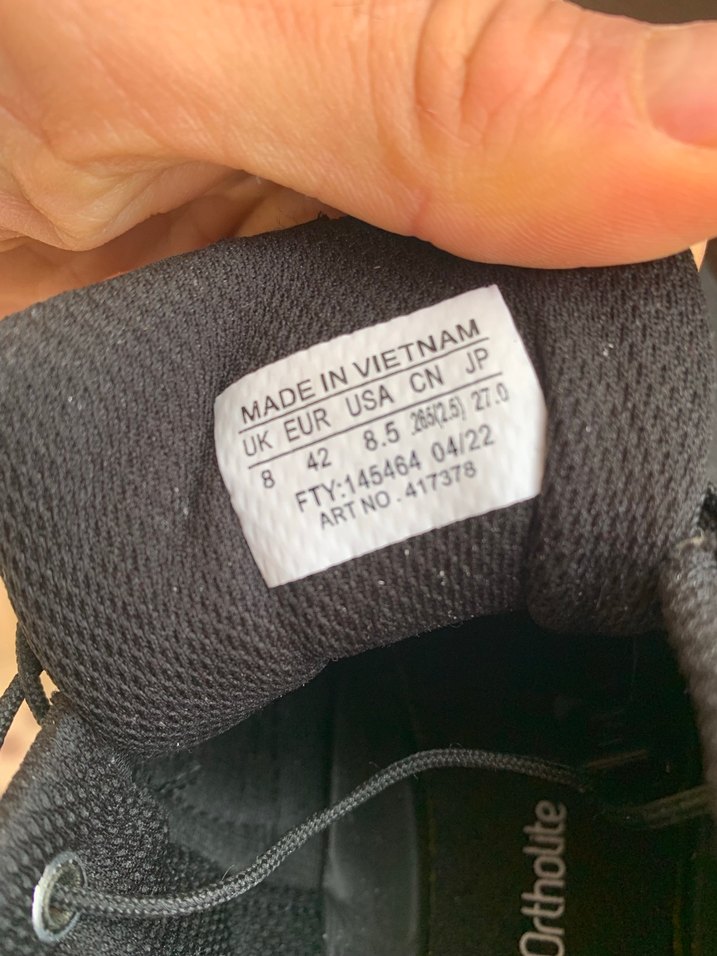 MADE IN VIETNAM
UK EUR USA CN JP
8 42 8.5 265(2.5) 27.0
FTY:145464 04/22
ART NO. 417378
Ortholite